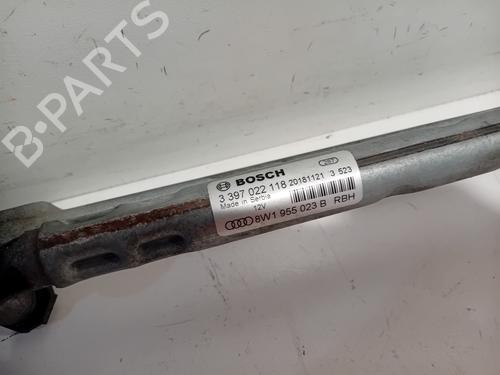 B-PARTS
BOSCH
3 397 022 118 20181121 3 523
Made in Serbia
12V
8W1 955 023 B RBH